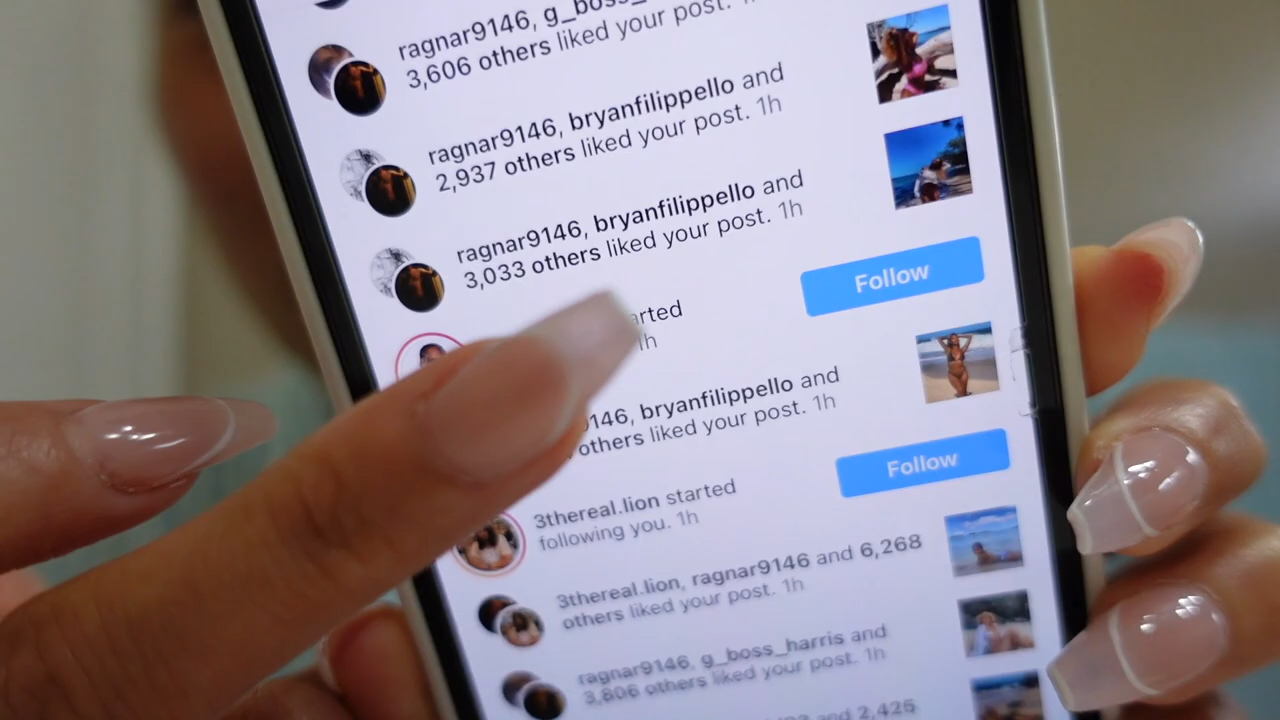 ragnar9146, g_boss_
3,606 others liked your post. 1h
ragnar9146, bryanfilippello and
2,937 others liked your post. 1h
ragnar9146, bryanfilippello and
3,033 others liked your post. 1h
Follow
arted
1h
146, bryanfilippello and
others liked your post. 1h
Follow
3thereal.lion started
following you. 1h
3thereal.lion, ragnar9146 and 6,268
others liked your post. 1h
ragnar9146, g_boss_harris and
3,806 others liked your post. 1h
and 2,426